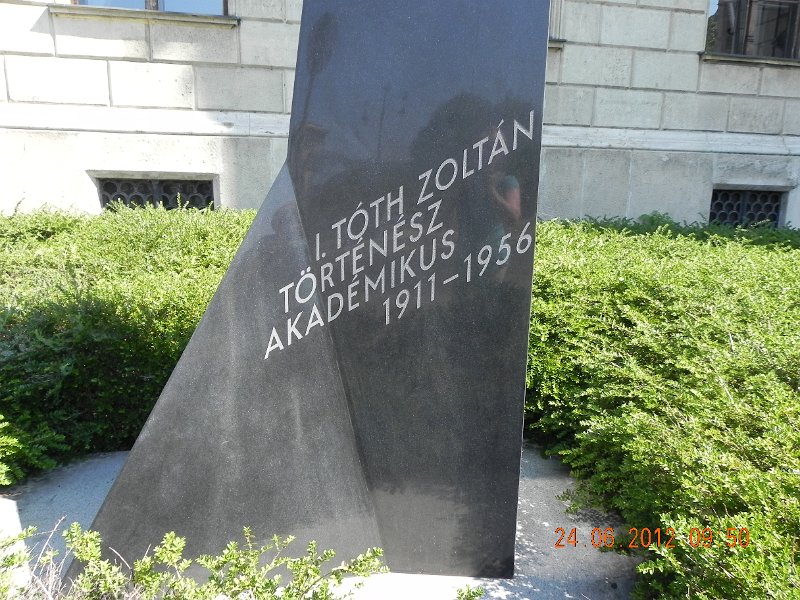 I. TÓTH ZOLTÁN
TÖRTÉNÉSZ
AKADÉMIKUS
1911–1956
24.06.2012 09:50